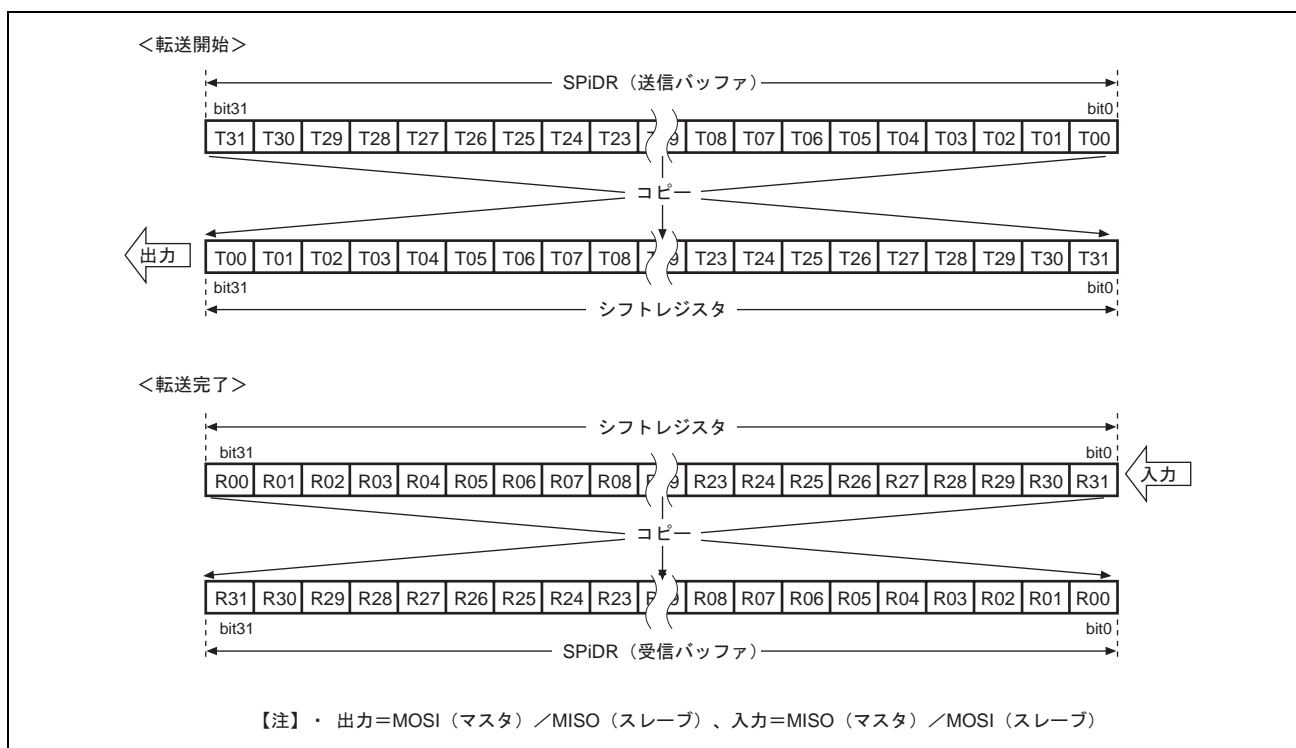 ＜転送開始＞
SPiDR（送信バッファ）
bit31 bit0
T31 T30 T29 T28 T27 T26 T25 T24 T23 T08 T07 T06 T05 T04 T03 T02 T01 T00
コピー
出力 T00 T01 T02 T03 T04 T05 T06 T07 T08 T23 T24 T25 T26 T27 T28 T29 T30 T31
bit31 bit0
シフトレジスタ
＜転送完了＞
シフトレジスタ
bit31 bit0
R00 R01 R02 R03 R04 R05 R06 R07 R08 R23 R24 R25 R26 R27 R28 R29 R30 R31 入力
コピー
R31 R30 R29 R28 R27 R26 R25 R24 R23 R08 R07 R06 R05 R04 R03 R02 R01 R00
bit31 bit0
SPiDR（受信バッファ）
【注】・ 出力＝MOSI（マスタ）／MISO（スレーブ）、入力＝MISO（マスタ）／MOSI（スレーブ）